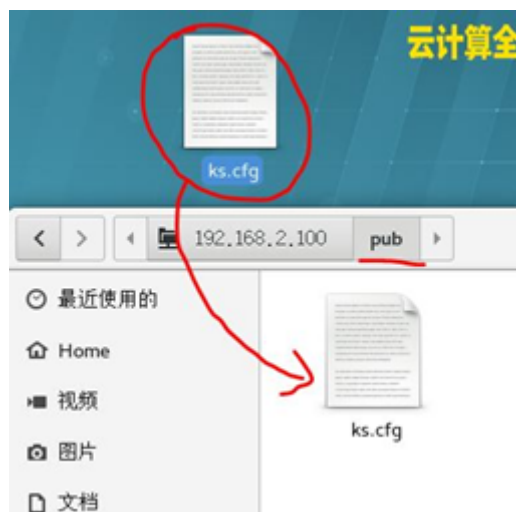 云计算全
ks.cfg
192.168.2.100 pub
最近使用的
Home
视频
图片
文档
ks.cfg